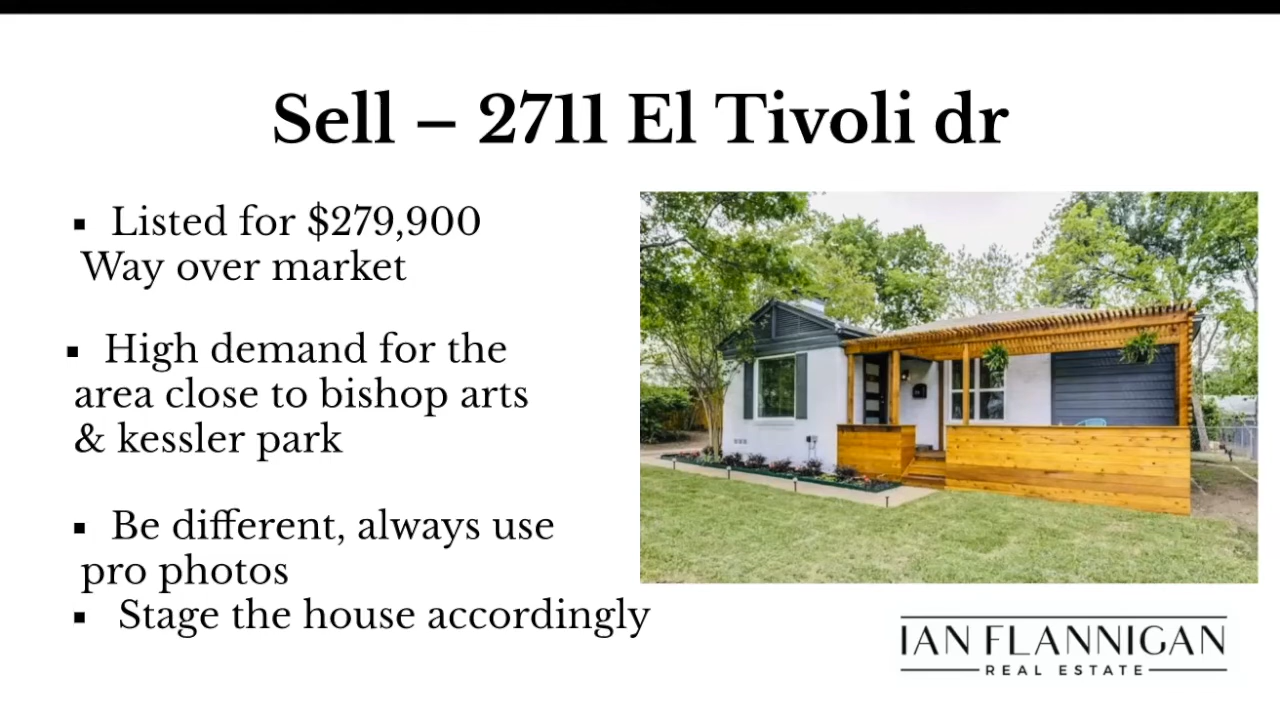 Sell – 2711 El Tivoli dr
▪ Listed for $279,900
Way over market
▪ High demand for the
area close to bishop arts
& kessler park
▪ Be different, always use
pro photos
▪ Stage the house accordingly
IAN FLANNIGAN
REAL ESTATE